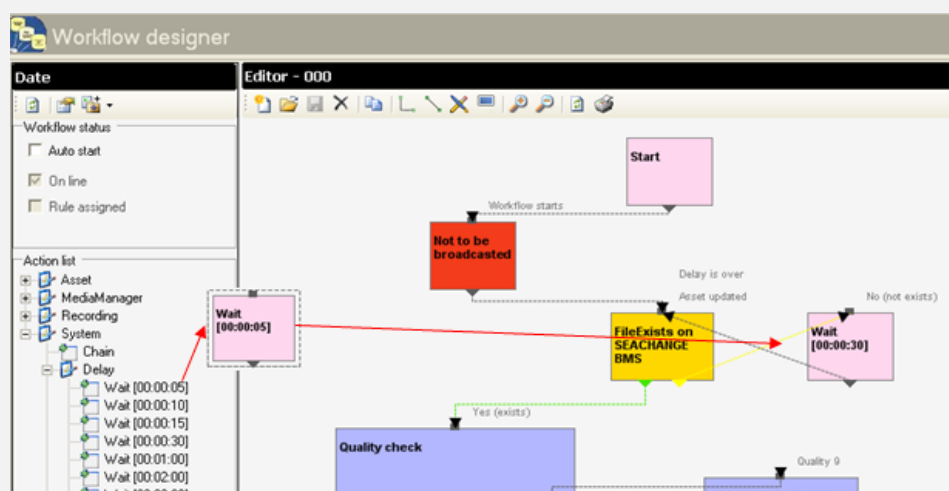 Workflow designer
Date
Editor - 000
Workflow status
Auto start
On line
Rule assigned
Action list
Asset
MediaManager
Recording
System
Chain
Delay
Wait [00:00:05]
Wait [00:00:10]
Wait [00:00:15]
Wait [00:00:30]
Wait [00:01:00]
Wait [00:02:00]
Wait
[00:00:05]
Start
Workflow starts
Not to be
broadcasted
Delay is over
Asset updated
No (not exists)
FileExists on
SEACHANGE
BMS
Wait
[00:00:30]
Yes (exists)
Quality check
Quality 9